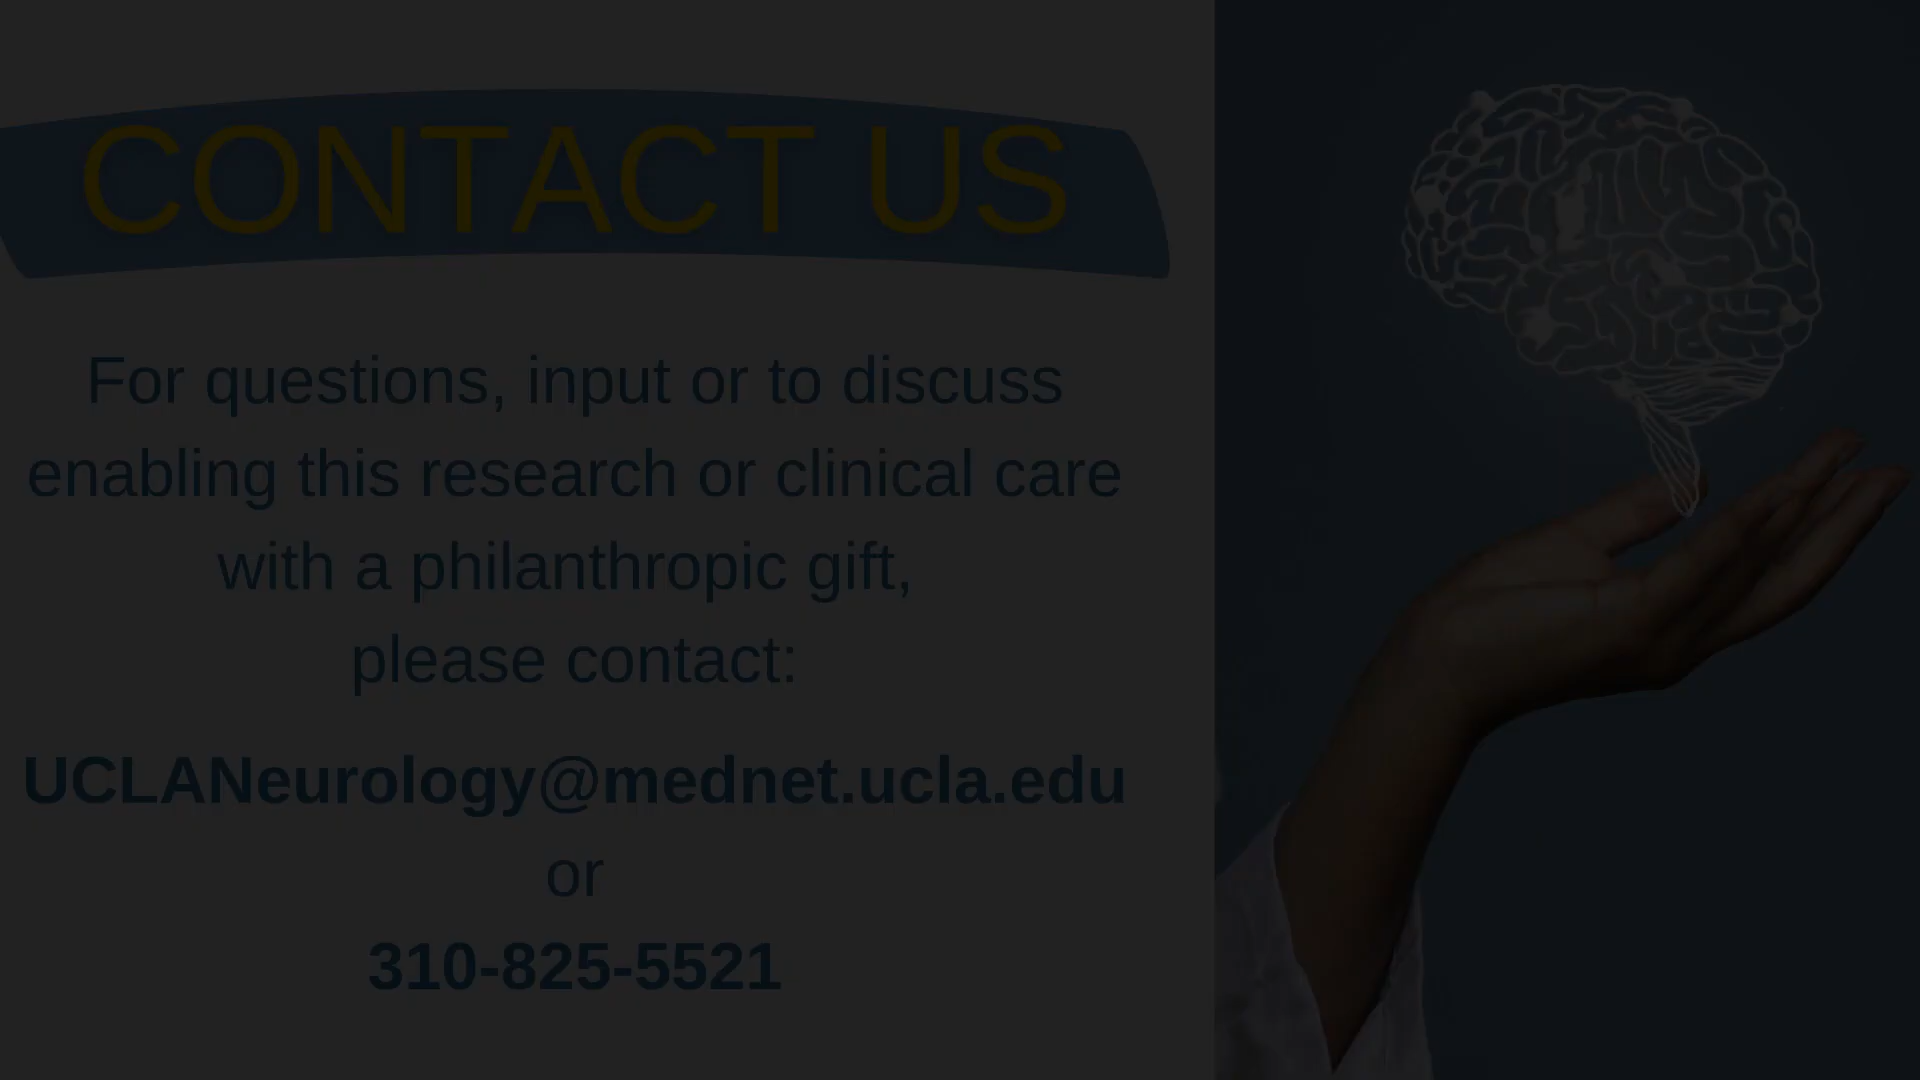 CONTACT US
For questions, input or to discuss
enabling this research or clinical care
with a philanthropic gift,
please contact:
UCLANeurology@mednet.ucla.edu
or
310-825-5521